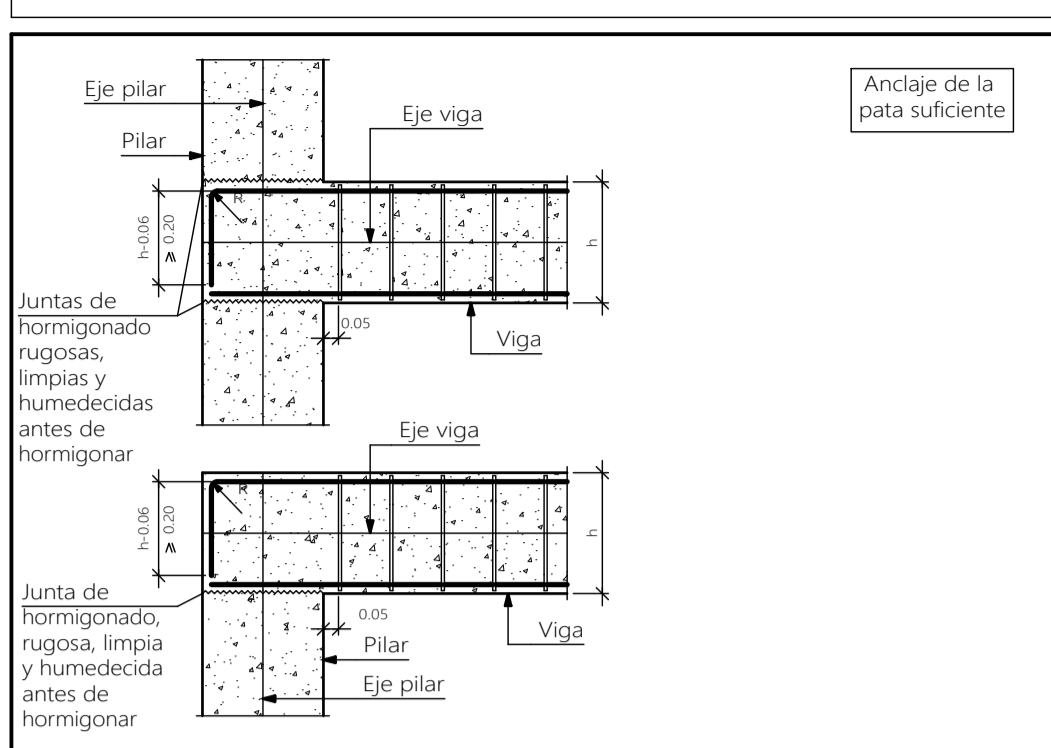 Anclaje de la
pata suficiente
Eje pilar
Pilar
Eje viga
R
h-0.06
≥ 0.20
h
0.05
Viga
Juntas de
hormigonado
rugosas,
limpias y
humedecidas
antes de
hormigonar
Eje viga
R
h-0.06
≥ 0.20
h
0.05
Viga
Pilar
Eje pilar
Junta de
hormigonado,
rugosa, limpia
y humedecida
antes de
hormigonar